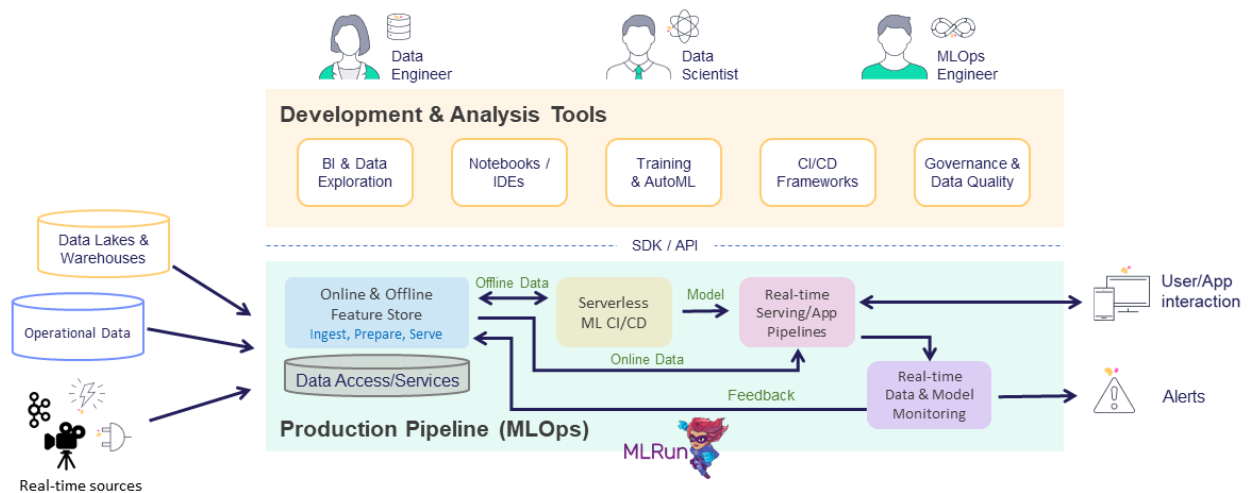 Data
Engineer
Data
Scientist
MLOps
Engineer
Development & Analysis Tools
BI & Data
Exploration
Notebooks /
IDEs
Training
& AutoML
CI/CD
Frameworks
Governance &
Data Quality
SDK / API
Data Lakes &
Warehouses
Operational Data
Real-time sources
Online & Offline
Feature Store
Ingest, Prepare, Serve
Data Access/Services
Offline Data
Serverless
ML CI/CD
Model
Real-time
Serving/App
Pipelines
Online Data
Feedback
Real-time
Data & Model
Monitoring
Production Pipeline (MLOps)
MLRun
User/App
interaction
Alerts